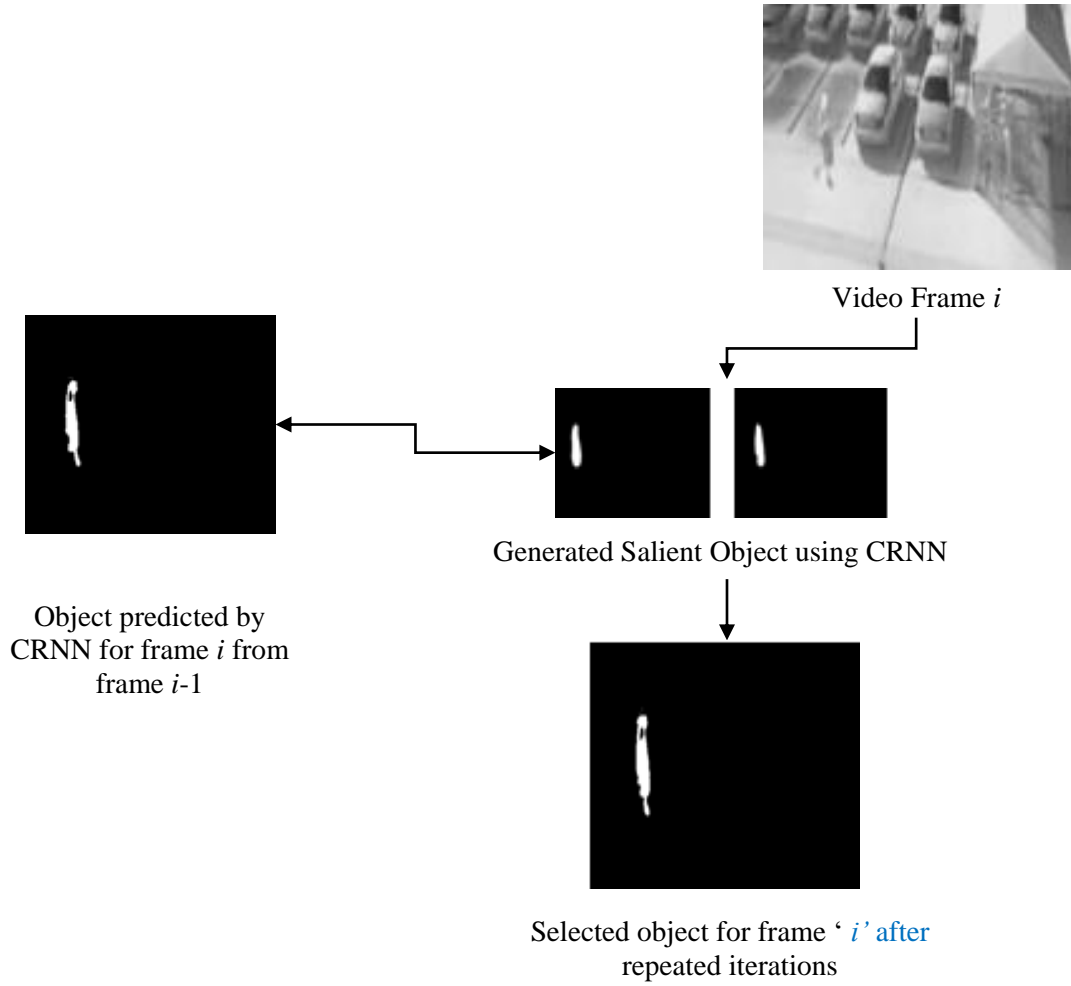 Video Frame i
Generated Salient Object using CRNN
Object predicted by
CRNN for frame i from
frame i-1
Selected object for frame ‘ i’ after
repeated iterations